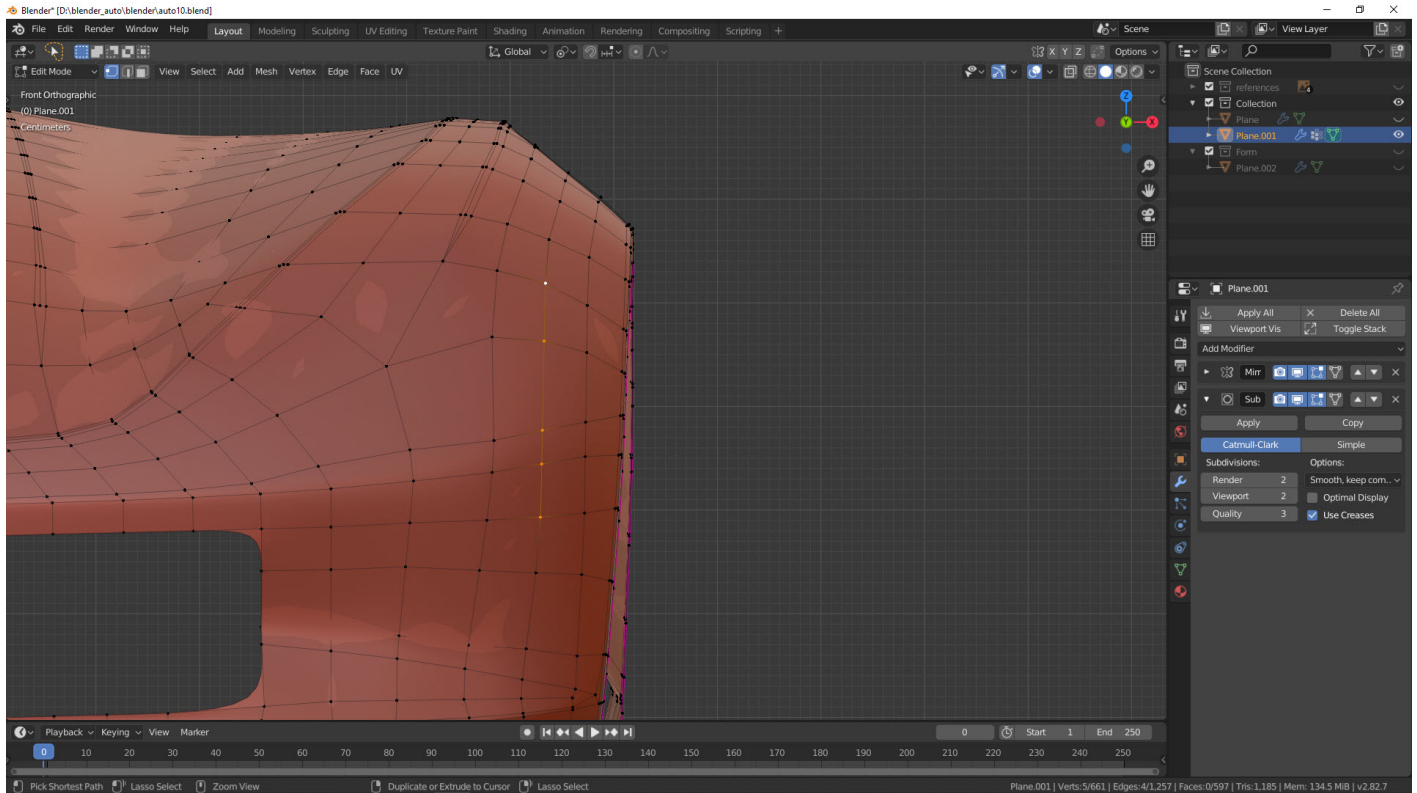 Blender* [D:\blender_auto\blender\auto10.blend]
File Edit Render Window Help Layout Modeling Sculpting UV Editing Texture Paint Shading Animation Rendering Compositing Scripting + Scene View Layer
Global X Y Z Options
Edit Mode View Select Add Mesh Vertex Edge Face UV
Front Orthographic
(0) Plane.001
Centimeters
Z
Y
X
Scene Collection
references 4
Collection
Plane
Plane.001
Form
Plane.002
Plane.001
Apply All Delete All
Viewport Vis Toggle Stack
Add Modifier
Mirr
Sub
Apply Copy
Catmull-Clark Simple
Subdivisions: Options:
Render 2 Smooth, keep corn..
Viewport 2 Optimal Display
Quality 3 Use Creases
Playback Keying View Marker 0 Start 1 End 250
0 10 20 30 40 50 60 70 80 90 100 110 120 130 140 150 160 170 180 190 200 210 220 230 240 250
Pick Shortest Path Lasso Select Zoom View Duplicate or Extrude to Cursor Lasso Select Plane.001 | Verts:5/661 | Edges:4/1,257 | Faces:0/597 | Tris:1,185 | Mem: 134.5 MiB | v2.82.7